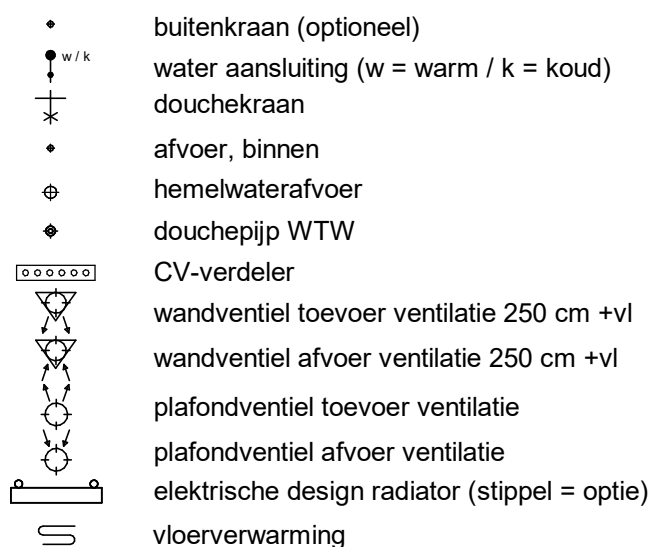 buitenkraan (optioneel)
w / k
water aansluiting (w = warm / k = koud)
douchekraan
afvoer, binnen
hemelwaterafvoer
douchepijp WTW
CV-verdeler
wandventiel toevoer ventilatie 250 cm +vl
wandventiel afvoer ventilatie 250 cm +vl
plafondventiel toevoer ventilatie
plafondventiel afvoer ventilatie
elektrische design radiator (stippel = optie)
vloerverwarming